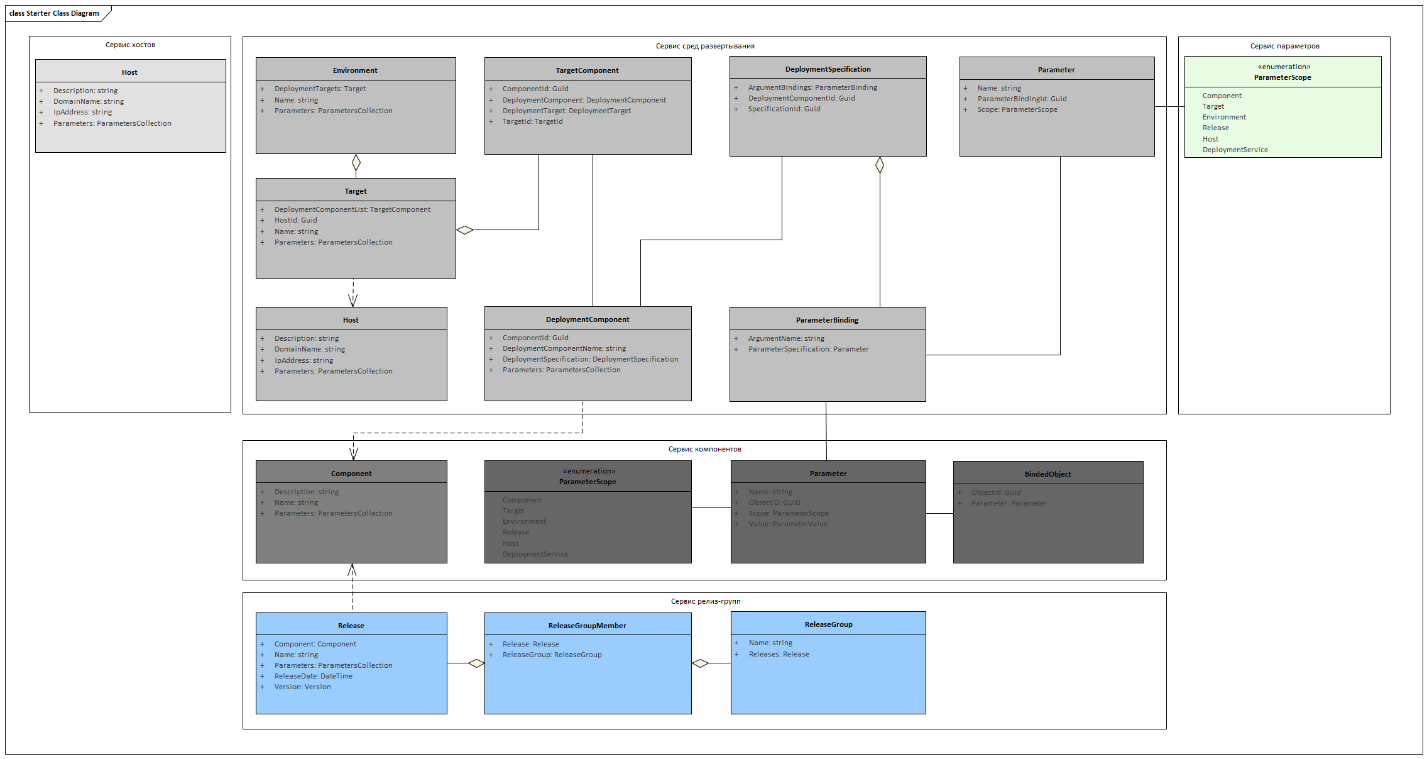 class Starter Class Diagram
Сервис хостов
Host
+ Description: string
+ DomainName: string
+ IpAddress: string
+ Parameters: ParametersCollection
Сервис сред развертывания
Environment
+ DeploymentTargets: Target
+ Name: string
+ Parameters: ParametersCollection
TargetComponent
+ ComponentId: Guid
+ DeploymentComponent: DeploymentComponent
+ DeploymentTarget: DeploymentTarget
+ TargetId: TargetId
DeploymentSpecification
+ ArgumentBindings: ParameterBinding
+ DeploymentComponentId: Guid
+ SpecificationId: Guid
Parameter
+ Name: string
+ ParameterBindingId: Guid
+ Scope: ParameterScope
Target
+ DeploymentComponentList: TargetComponent
+ HostId: Guid
+ Name: string
+ Parameters: ParametersCollection
Host
+ Description: string
+ DomainName: string
+ IpAddress: string
+ Parameters: ParametersCollection
DeploymentComponent
+ ComponentId: Guid
+ DeploymentComponentName: string
+ DeploymentSpecification: DeploymentSpecification
+ Parameters: ParametersCollection
ParameterBinding
+ ArgumentName: string
+ ParameterSpecification: Parameter
Сервис параметров
«enumeration»
ParameterScope
Component
Target
Environment
Release
Host
DeploymentService
Сервис компонентов
Component
+ Description: string
+ Name: string
+ Parameters: ParametersCollection
«enumeration»
ParameterScope
Component
Target
Environment
Release
Host
DeploymentService
Parameter
+ Name: string
+ ObjectID: GUID
+ Scope: ParameterScope
+ Value: ParameterValue
BindedObject
+ ObjectId: Guid
+ Parameter: Parameter
Сервис релиз-групп
Release
+ Component: Component
+ Name: string
+ Parameters: ParametersCollection
+ ReleaseDate: DateTime
+ Version: Version
ReleaseGroupMember
+ Release: Release
+ ReleaseGroup: ReleaseGroup
ReleaseGroup
+ Name: string
+ Releases: Release